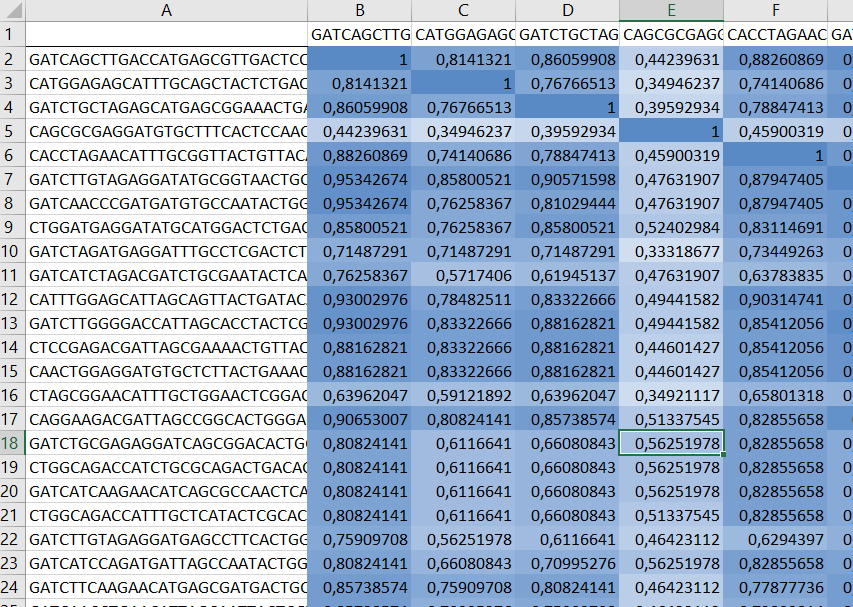 A B C D E F
1 GATCAGCTTG CATGGAGAGC GATCTGCTAG CAGCGCGAGG CACCTAGAAC GA
2 GATCAGCTTGACCATGAGCGTTGACTCC 1 0,8141321 0,86059908 0,44239631 0,88260869 0
3 CATGGAGAGCATTTGCAGCTACTCTGAC 0,8141321 1 0,76766513 0,34946237 0,74140686 0
4 GATCTGCTAGAGCATGAGCGGAAACTGA 0,86059908 0,76766513 1 0,39592934 0,78847413 0
5 CAGCGCGAGGATGTGCTTTCACTCCAAC 0,44239631 0,34946237 0,39592934 1 0,45900319 0
6 CACCTAGAACATTTGCGGTTACTGTTAC 0,88260869 0,74140686 0,78847413 0,45900319 1 0
7 GATCTTGTAGAGGATATGCGGTAACTGC 0,95342674 0,85800521 0,90571598 0,47631907 0,87947405
8 GATCAACCCGATGATGTGCCAATACTGG 0,95342674 0,76258367 0,81029444 0,47631907 0,87947405 0
9 CTGGATGAGGATATGCATGGACTCTGAC 0,85800521 0,76258367 0,85800521 0,52402984 0,83114691 0
10 GATCTAGATGAGGATTTGCCTCGACTCT 0,71487291 0,71487291 0,71487291 0,33318677 0,73449263 0
11 GATCATCTAGACGATCTGCGAATACTCA 0,76258367 0,5717406 0,61945137 0,47631907 0,63783835 0
12 CATTTGGAGCATTAGCAGTTACTGATAC 0,93002976 0,78482511 0,83322666 0,49441582 0,90314741 0
13 GATCTTGGGGACCATTAGCACCTACTCG 0,93002976 0,83322666 0,88162821 0,49441582 0,85412056 0
14 CTCCGAGACGATTAGCGAAAACTGTTAC 0,88162821 0,83322666 0,88162821 0,44601427 0,85412056 0
15 CAACTGGAGGATGTGCTCTTACTGAAAC 0,88162821 0,83322666 0,88162821 0,44601427 0,85412056 0
16 CTAGCGGAACATTTGCTGGAACTCGGAC 0,63962047 0,59121892 0,63962047 0,34921117 0,65801318 0
17 CAGGAAGACGATTAGCCGGCACTGGGA 0,90653007 0,80824141 0,85738574 0,51337545 0,82855658
18 GATCTGCGAGAGGATCAGCGGACACTG 0,80824141 0,6116641 0,66080843 0,56251978 0,82855658 0
19 CTGGCAGACCATCTGCGCAGACTGACA 0,80824141 0,6116641 0,66080843 0,56251978 0,82855658 0
20 GATCATCAAGAACATCAGCGCCAACTCA 0,80824141 0,6116641 0,66080843 0,56251978 0,82855658 0
21 CTGGCAGACCATTTGCTCATACTCGCAC 0,80824141 0,6116641 0,66080843 0,51337545 0,82855658 0
22 GATCTTGTAGAGGATGAGCCTTCACTGG 0,75909708 0,56251978 0,6116641 0,46423112 0,6294397 0
23 GATCATCCAGATGATTAGCCAATACTGG 0,80824141 0,66080843 0,70995276 0,56251978 0,82855658 0
24 GATCTTCAAGAACATGAGCGATGACTGC 0,85738574 0,75909708 0,80824141 0,46423112 0,77877736 0